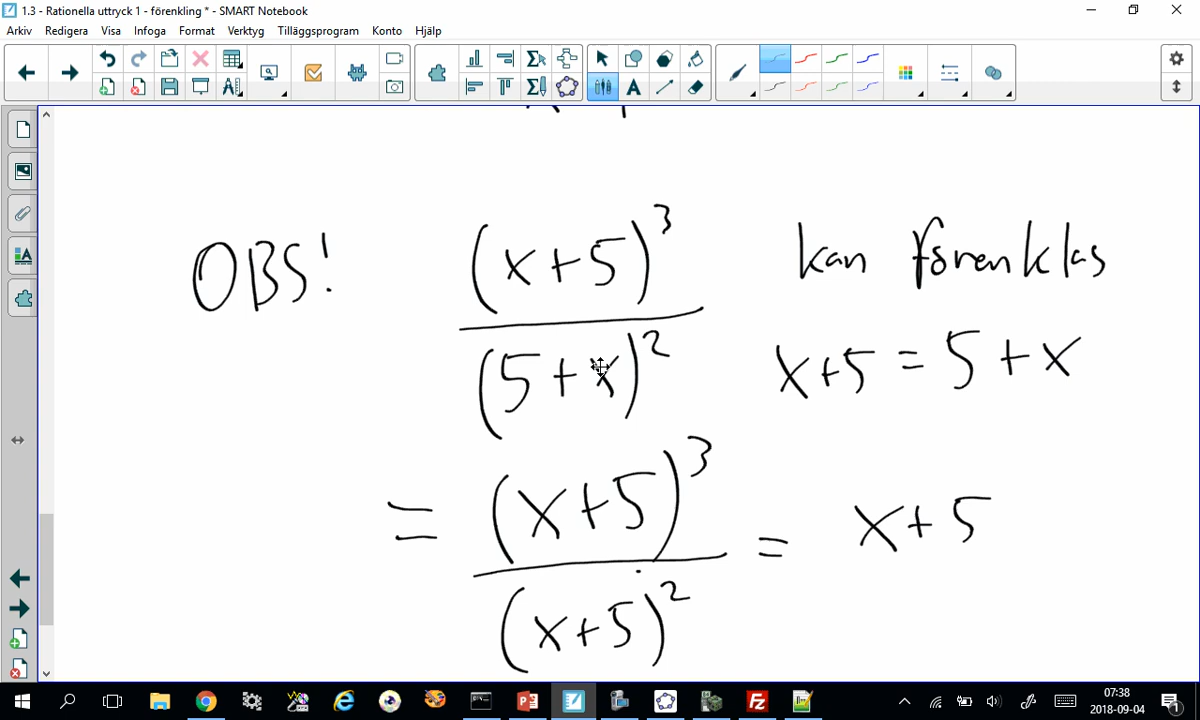 1.3 - Rationella uttryck 1 - förenkling * - SMART Notebook
Arkiv Redigera Visa Infoga Format Verktyg Tilläggsprogram Konto Hjälp
OBS! (x+5)^3 / (5+x)^2 kan förenklas
x+5 = 5+x
= (x+5)^3 / (x+5)^2 = x+5
07:38
2018-09-04